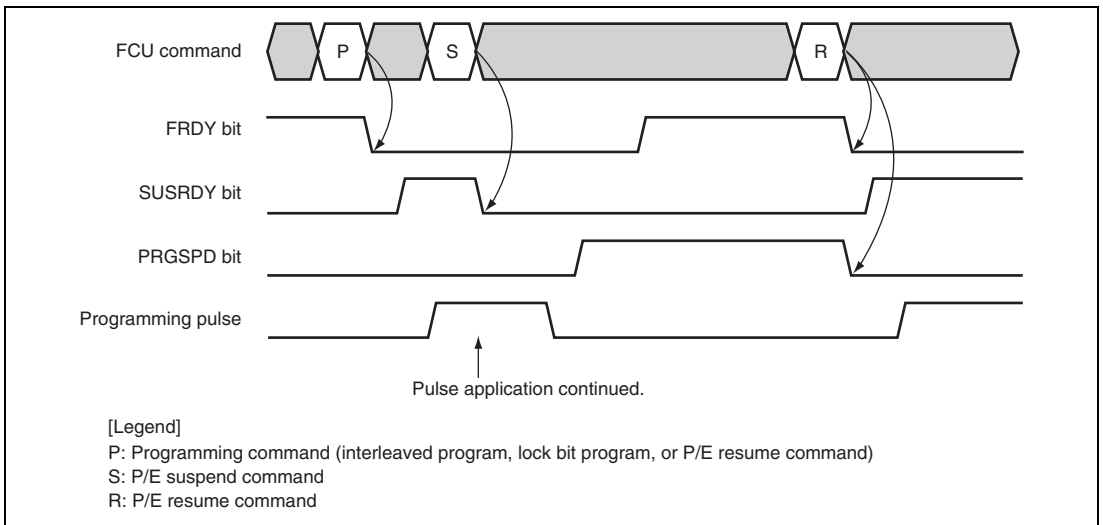 FCU command
P
S
R
FRDY bit
SUSRDY bit
PRGSPD bit
Programming pulse
Pulse application continued.
[Legend]
P: Programming command (interleaved program, lock bit program, or P/E resume command)
S: P/E suspend command
R: P/E resume command